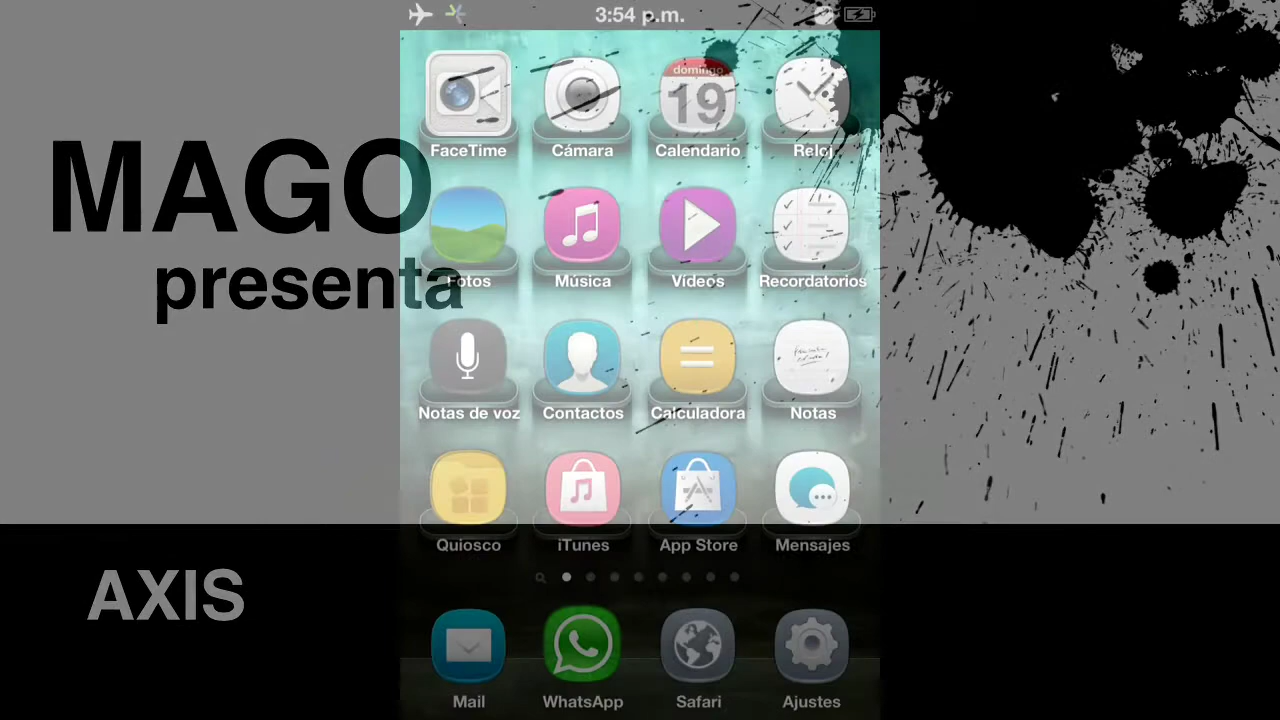 3:54 p.m.
domingo
19
FaceTime
Cámara
Calendario
Reloj
MAGO
presenta
Fotos
Música
Vídeos
Recordatorios
Notas de voz
Contactos
Calculadora
Notas
Quiosco
iTunes
App Store
Mensajes
AXIS
Mail
WhatsApp
Safari
Ajustes